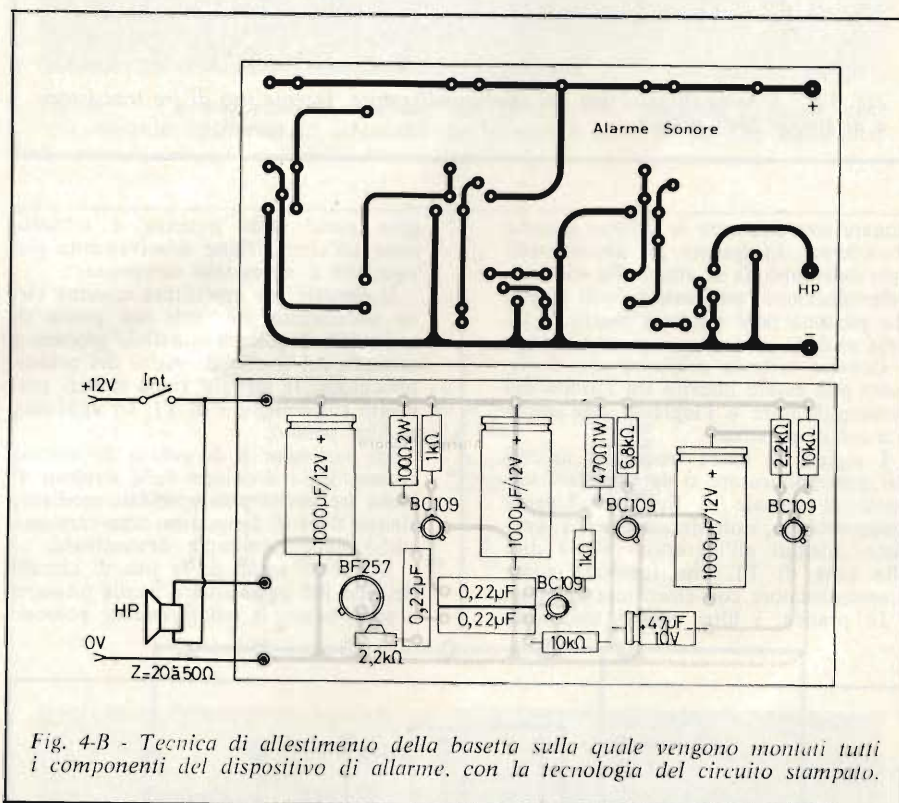 +
Alarme Sonore
HP
+12V
Int.
1000µF/12V +
100Ω2W
1kΩ
1000µF/12V +
470Ω1W
6,8kΩ
1000µF/12V +
2,2kΩ
10kΩ
BC109
BC109
BC109
1kΩ
BF257
0,22µF
0,22µF
0,22µF
BC109
HP
2,2kΩ
10kΩ
+47µF -
10V
0V
Z=20à50Ω
Fig. 4-B - Tecnica di allestimento della basetta sulla quale vengono montati tutti
i componenti del dispositivo di allarme, con la tecnologia del circuito stampato.